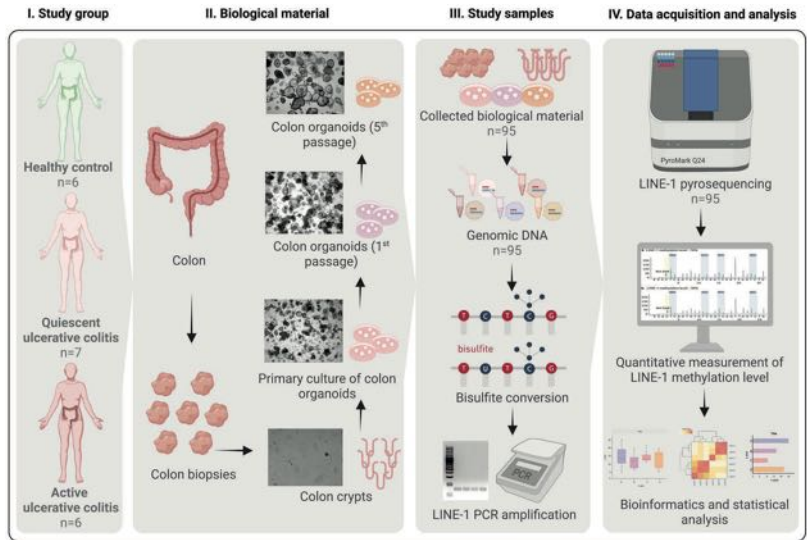 I. Study group
II. Biological material
III. Study samples
IV. Data acquisition and analysis
Healthy control
n=6
Quiescent
ulcerative colitis
n=7
Active
ulcerative colitis
n=6
Colon
Colon biopsies
Colon organoids (5th
passage)
Colon organoids (1st
passage)
Primary culture of colon
organoids
Colon crypts
Collected biological material
n=95
Genomic DNA
n=95
T C T C G
bisulfite
T U T C G
Bisulfite conversion
PCR
LINE-1 PCR amplification
PyroMark Q24
LINE-1 pyrosequencing
n=95
Quantitative measurement of
LINE-1 methylation level
Bioinformatics and statistical
analysis